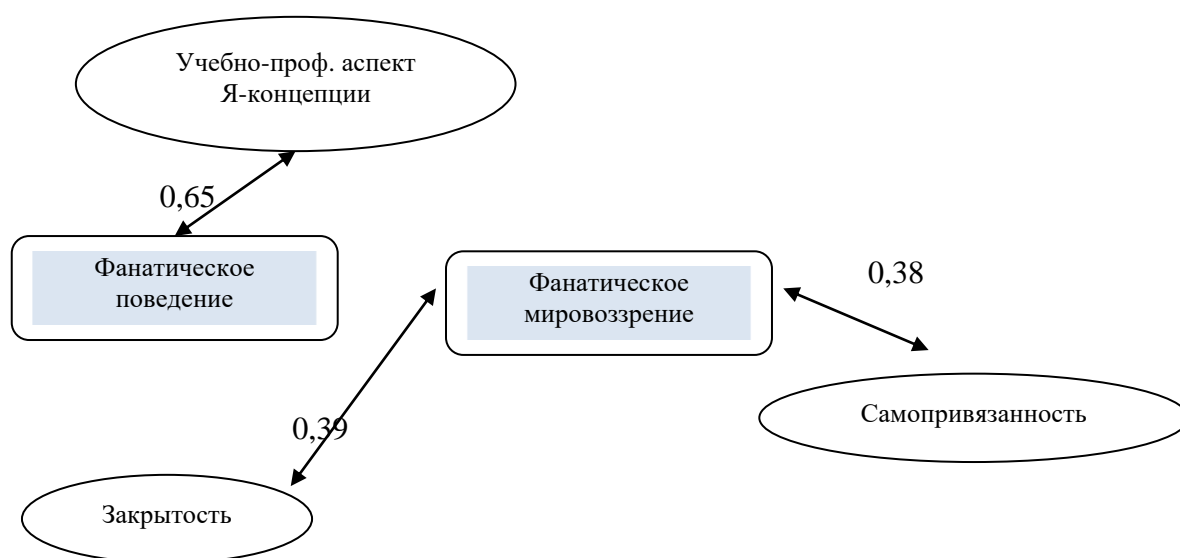 Учебно-проф. аспект
Я-концепции
0,65
Фанатическое
поведение
Фанатическое
мировоззрение
0,38
Самопривязанность
0,39
Закрытость